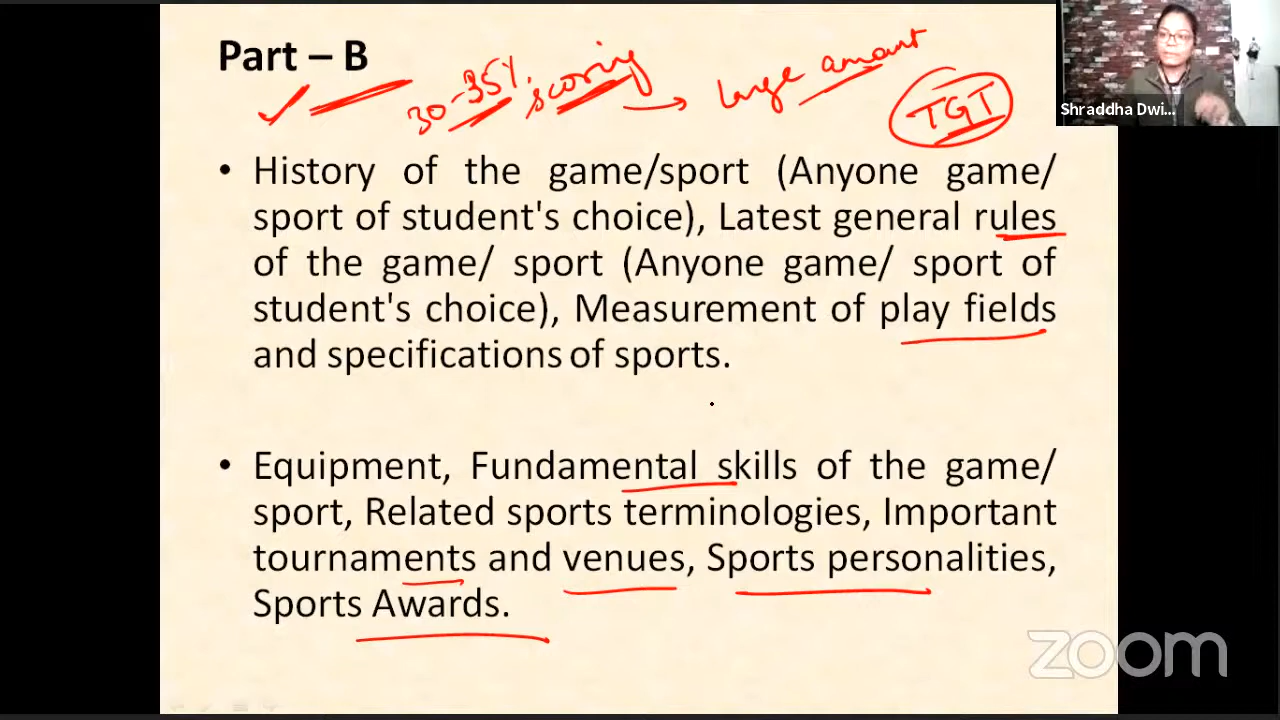 Part – B
30-35% scoring → large amount
TGT
Shraddha Dwi...
• History of the game/sport (Anyone game/
sport of student's choice), Latest general rules
of the game/ sport (Anyone game/ sport of
student's choice), Measurement of play fields
and specifications of sports.
• Equipment, Fundamental skills of the game/
sport, Related sports terminologies, Important
tournaments and venues, Sports personalities,
Sports Awards.
zoom